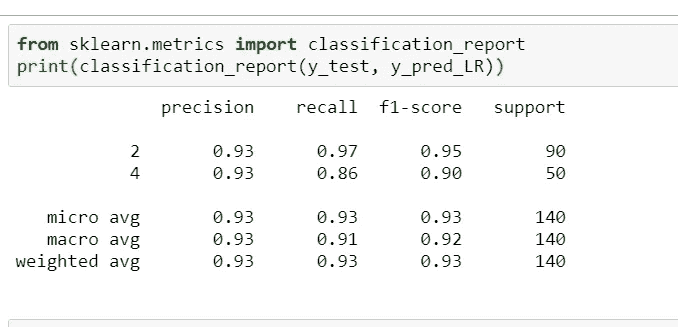 from sklearn.metrics import classification_report
print(classification_report(y_test, y_pred_LR))
precision recall f1-score support
2 0.93 0.97 0.95 90
4 0.93 0.86 0.90 50
micro avg 0.93 0.93 0.93 140
macro avg 0.93 0.91 0.92 140
weighted avg 0.93 0.93 0.93 140